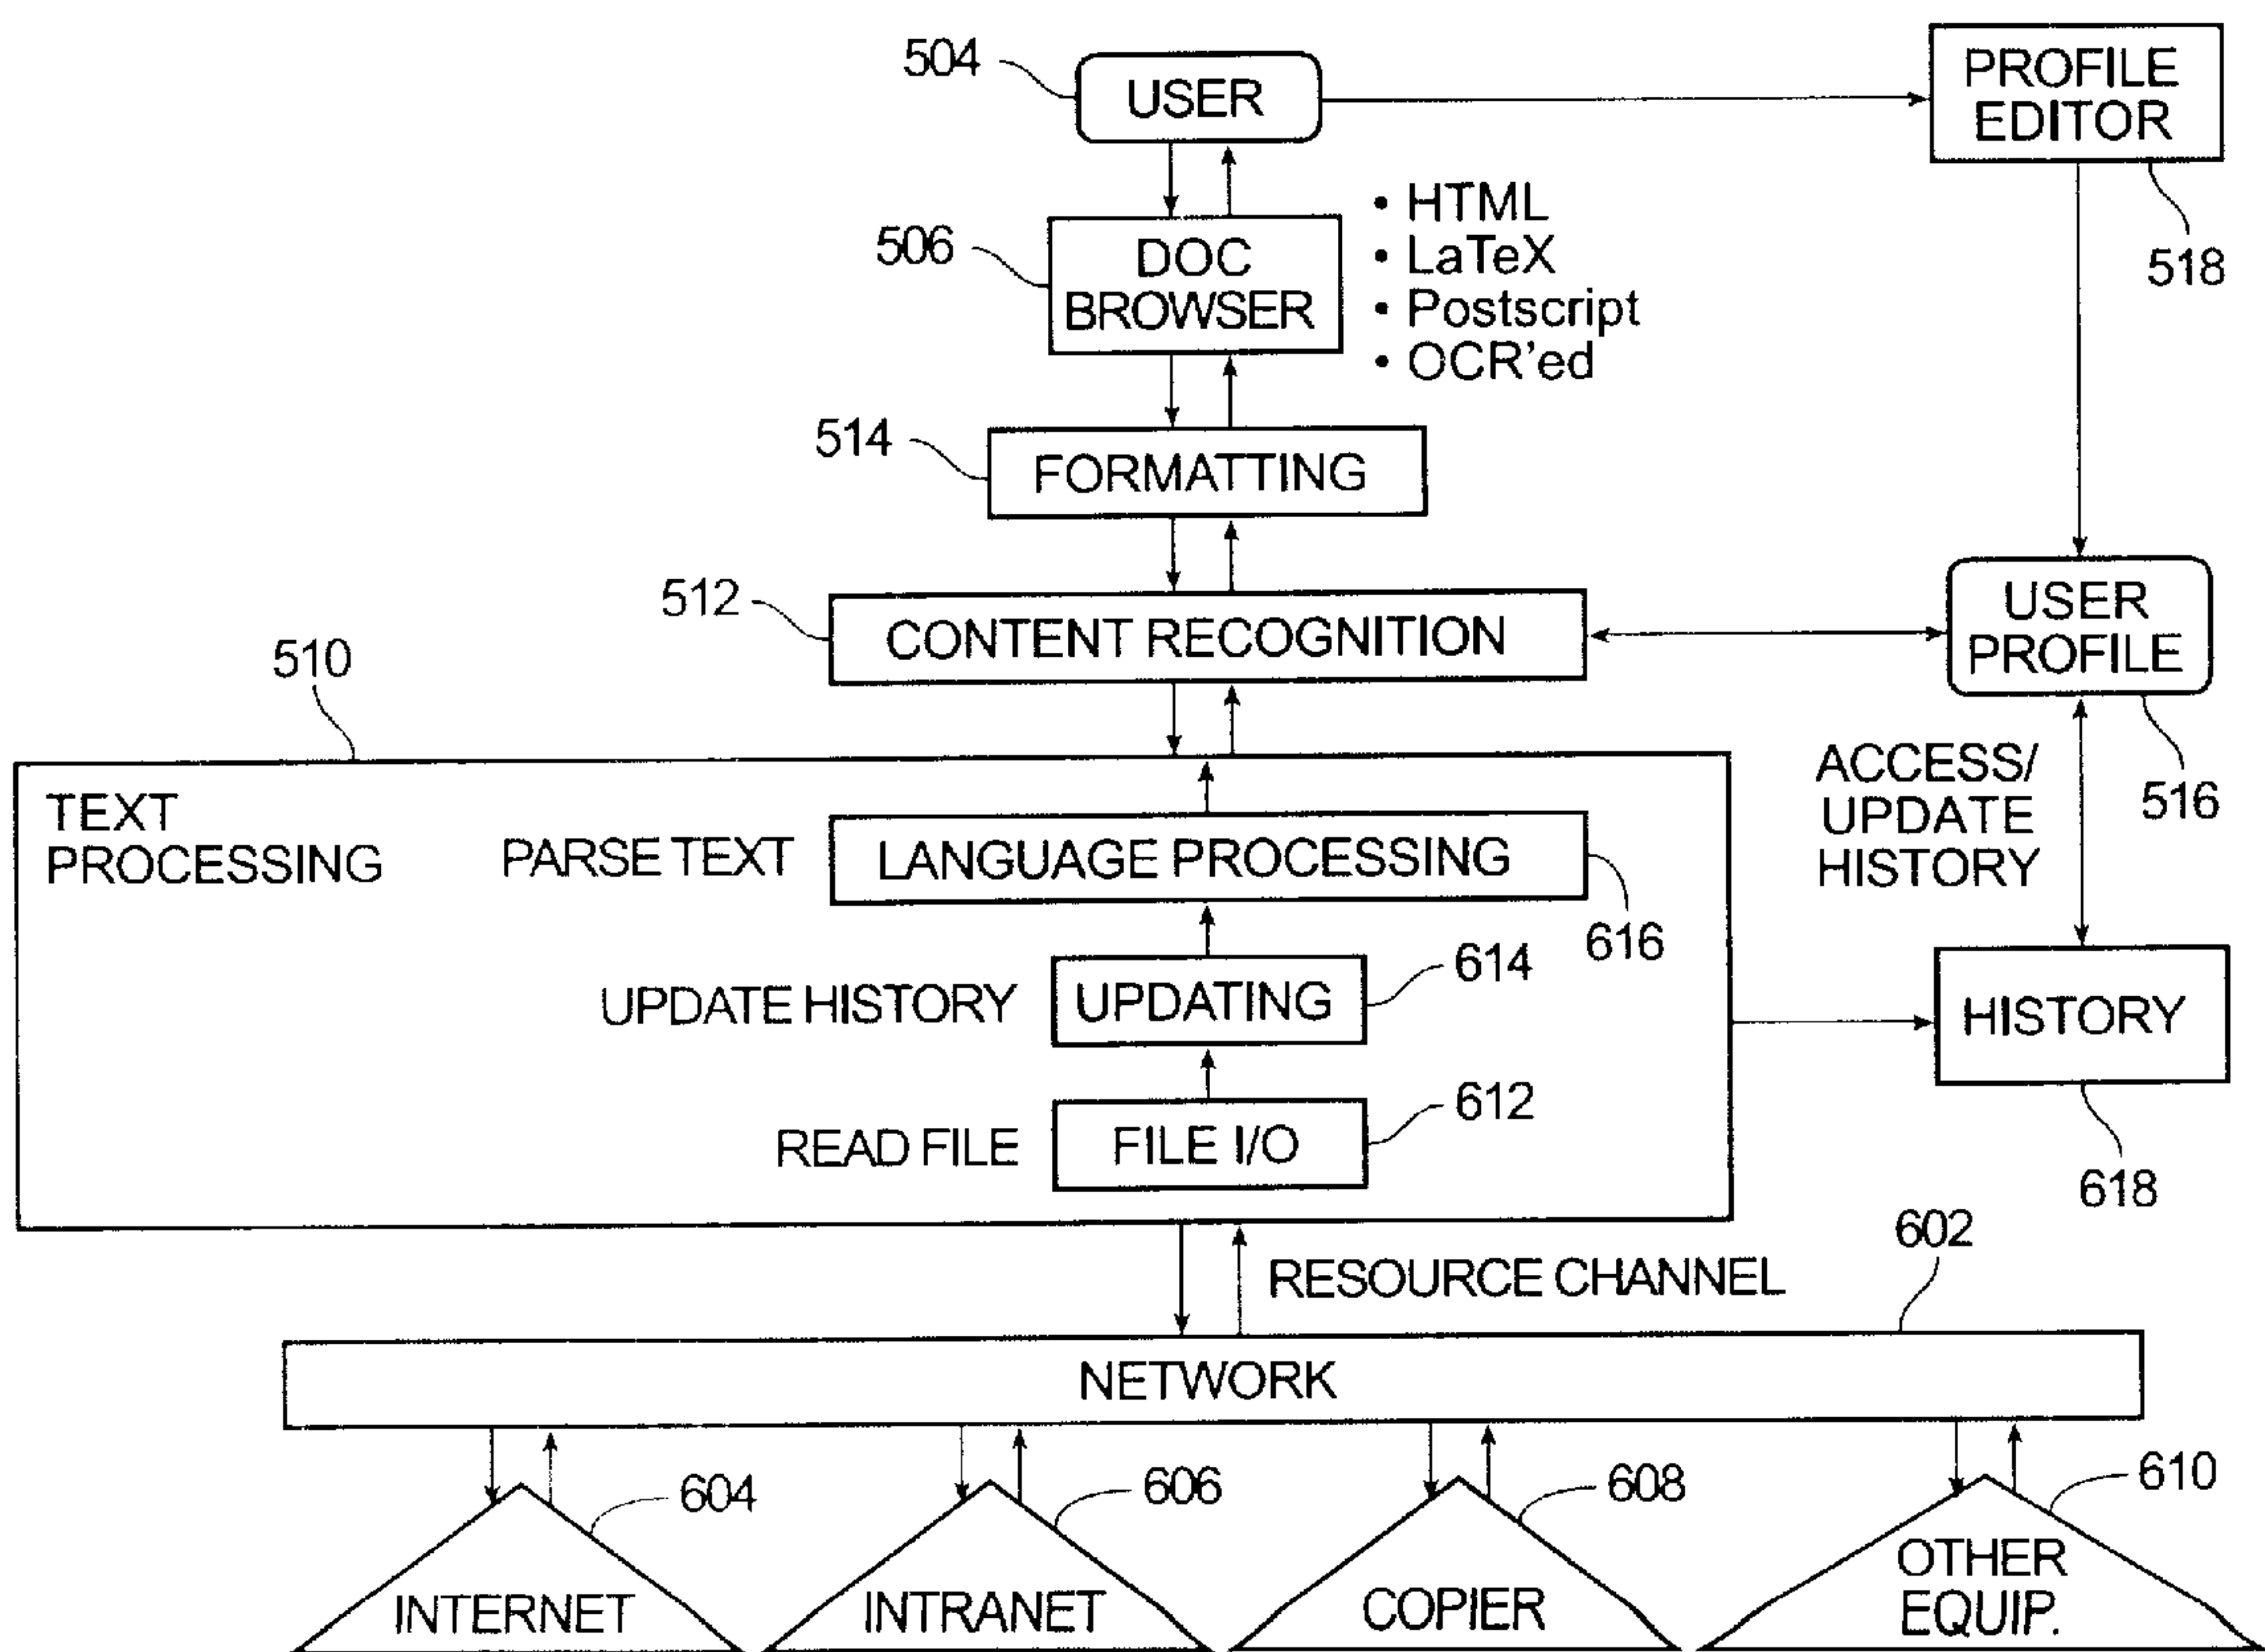 504
USER
PROFILE
EDITOR
518
506
DOC
BROWSER
• HTML
• LaTeX
• Postscript
• OCR'ed
514
FORMATTING
512
CONTENT RECOGNITION
USER
PROFILE
516
510
TEXT
PROCESSING
PARSE TEXT
LANGUAGE PROCESSING
616
ACCESS/
UPDATE
HISTORY
UPDATE HISTORY
UPDATING
614
HISTORY
618
READ FILE
FILE I/O
612
RESOURCE CHANNEL
602
NETWORK
604
INTERNET
606
INTRANET
608
COPIER
610
OTHER
EQUIP.